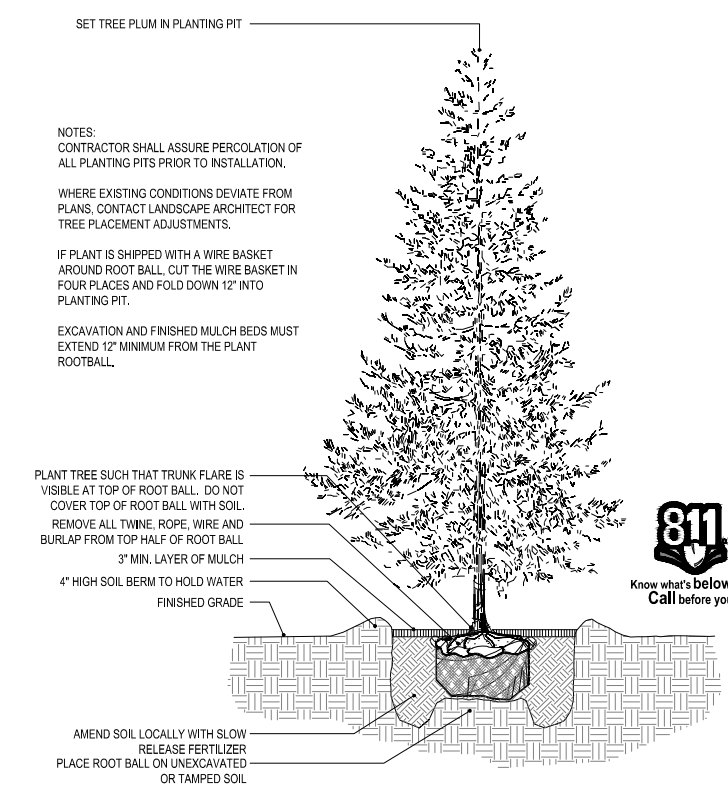 SET TREE PLUM IN PLANTING PIT
NOTES:
CONTRACTOR SHALL ASSURE PERCOLATION OF
ALL PLANTING PITS PRIOR TO INSTALLATION.
WHERE EXISTING CONDITIONS DEVIATE FROM
PLANS, CONTACT LANDSCAPE ARCHITECT FOR
TREE PLACEMENT ADJUSTMENTS.
IF PLANT IS SHIPPED WITH A WIRE BASKET
AROUND ROOT BALL, CUT THE WIRE BASKET IN
FOUR PLACES AND FOLD DOWN 12" INTO
PLANTING PIT.
EXCAVATION AND FINISHED MULCH BEDS MUST
EXTEND 12" MINIMUM FROM THE PLANT
ROOTBALL.
PLANT TREE SUCH THAT TRUNK FLARE IS
VISIBLE AT TOP OF ROOT BALL. DO NOT
COVER TOP OF ROOT BALL WITH SOIL.
REMOVE ALL TWINE, ROPE, WIRE AND
BURLAP FROM TOP HALF OF ROOT BALL
3" MIN. LAYER OF MULCH
4" HIGH SOIL BERM TO HOLD WATER
FINISHED GRADE
811
Know what's below
Call before you
AMEND SOIL LOCALLY WITH SLOW
RELEASE FERTILIZER
PLACE ROOT BALL ON UNEXCAVATED
OR TAMPED SOIL